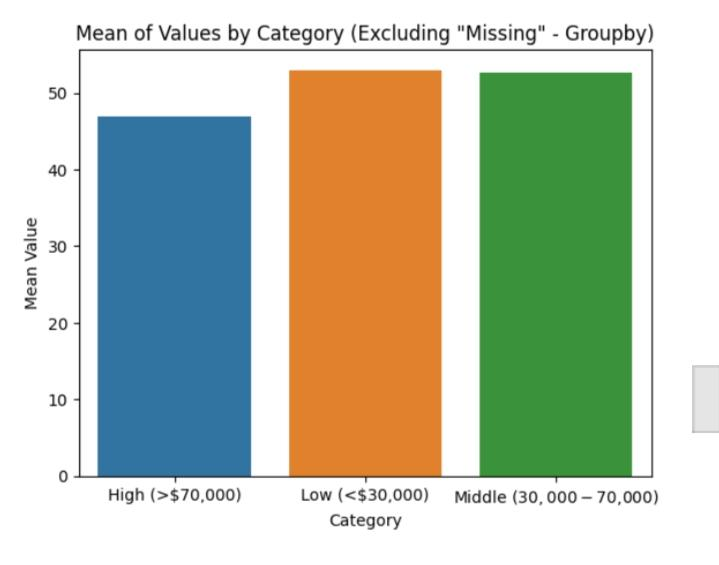 Mean of Values by Category (Excluding "Missing" - Groupby)
50
40
30
20
10
0
Mean Value
High (>$70,000)
Low (<$30,000)
Middle (30, 000 − 70,000)
Category